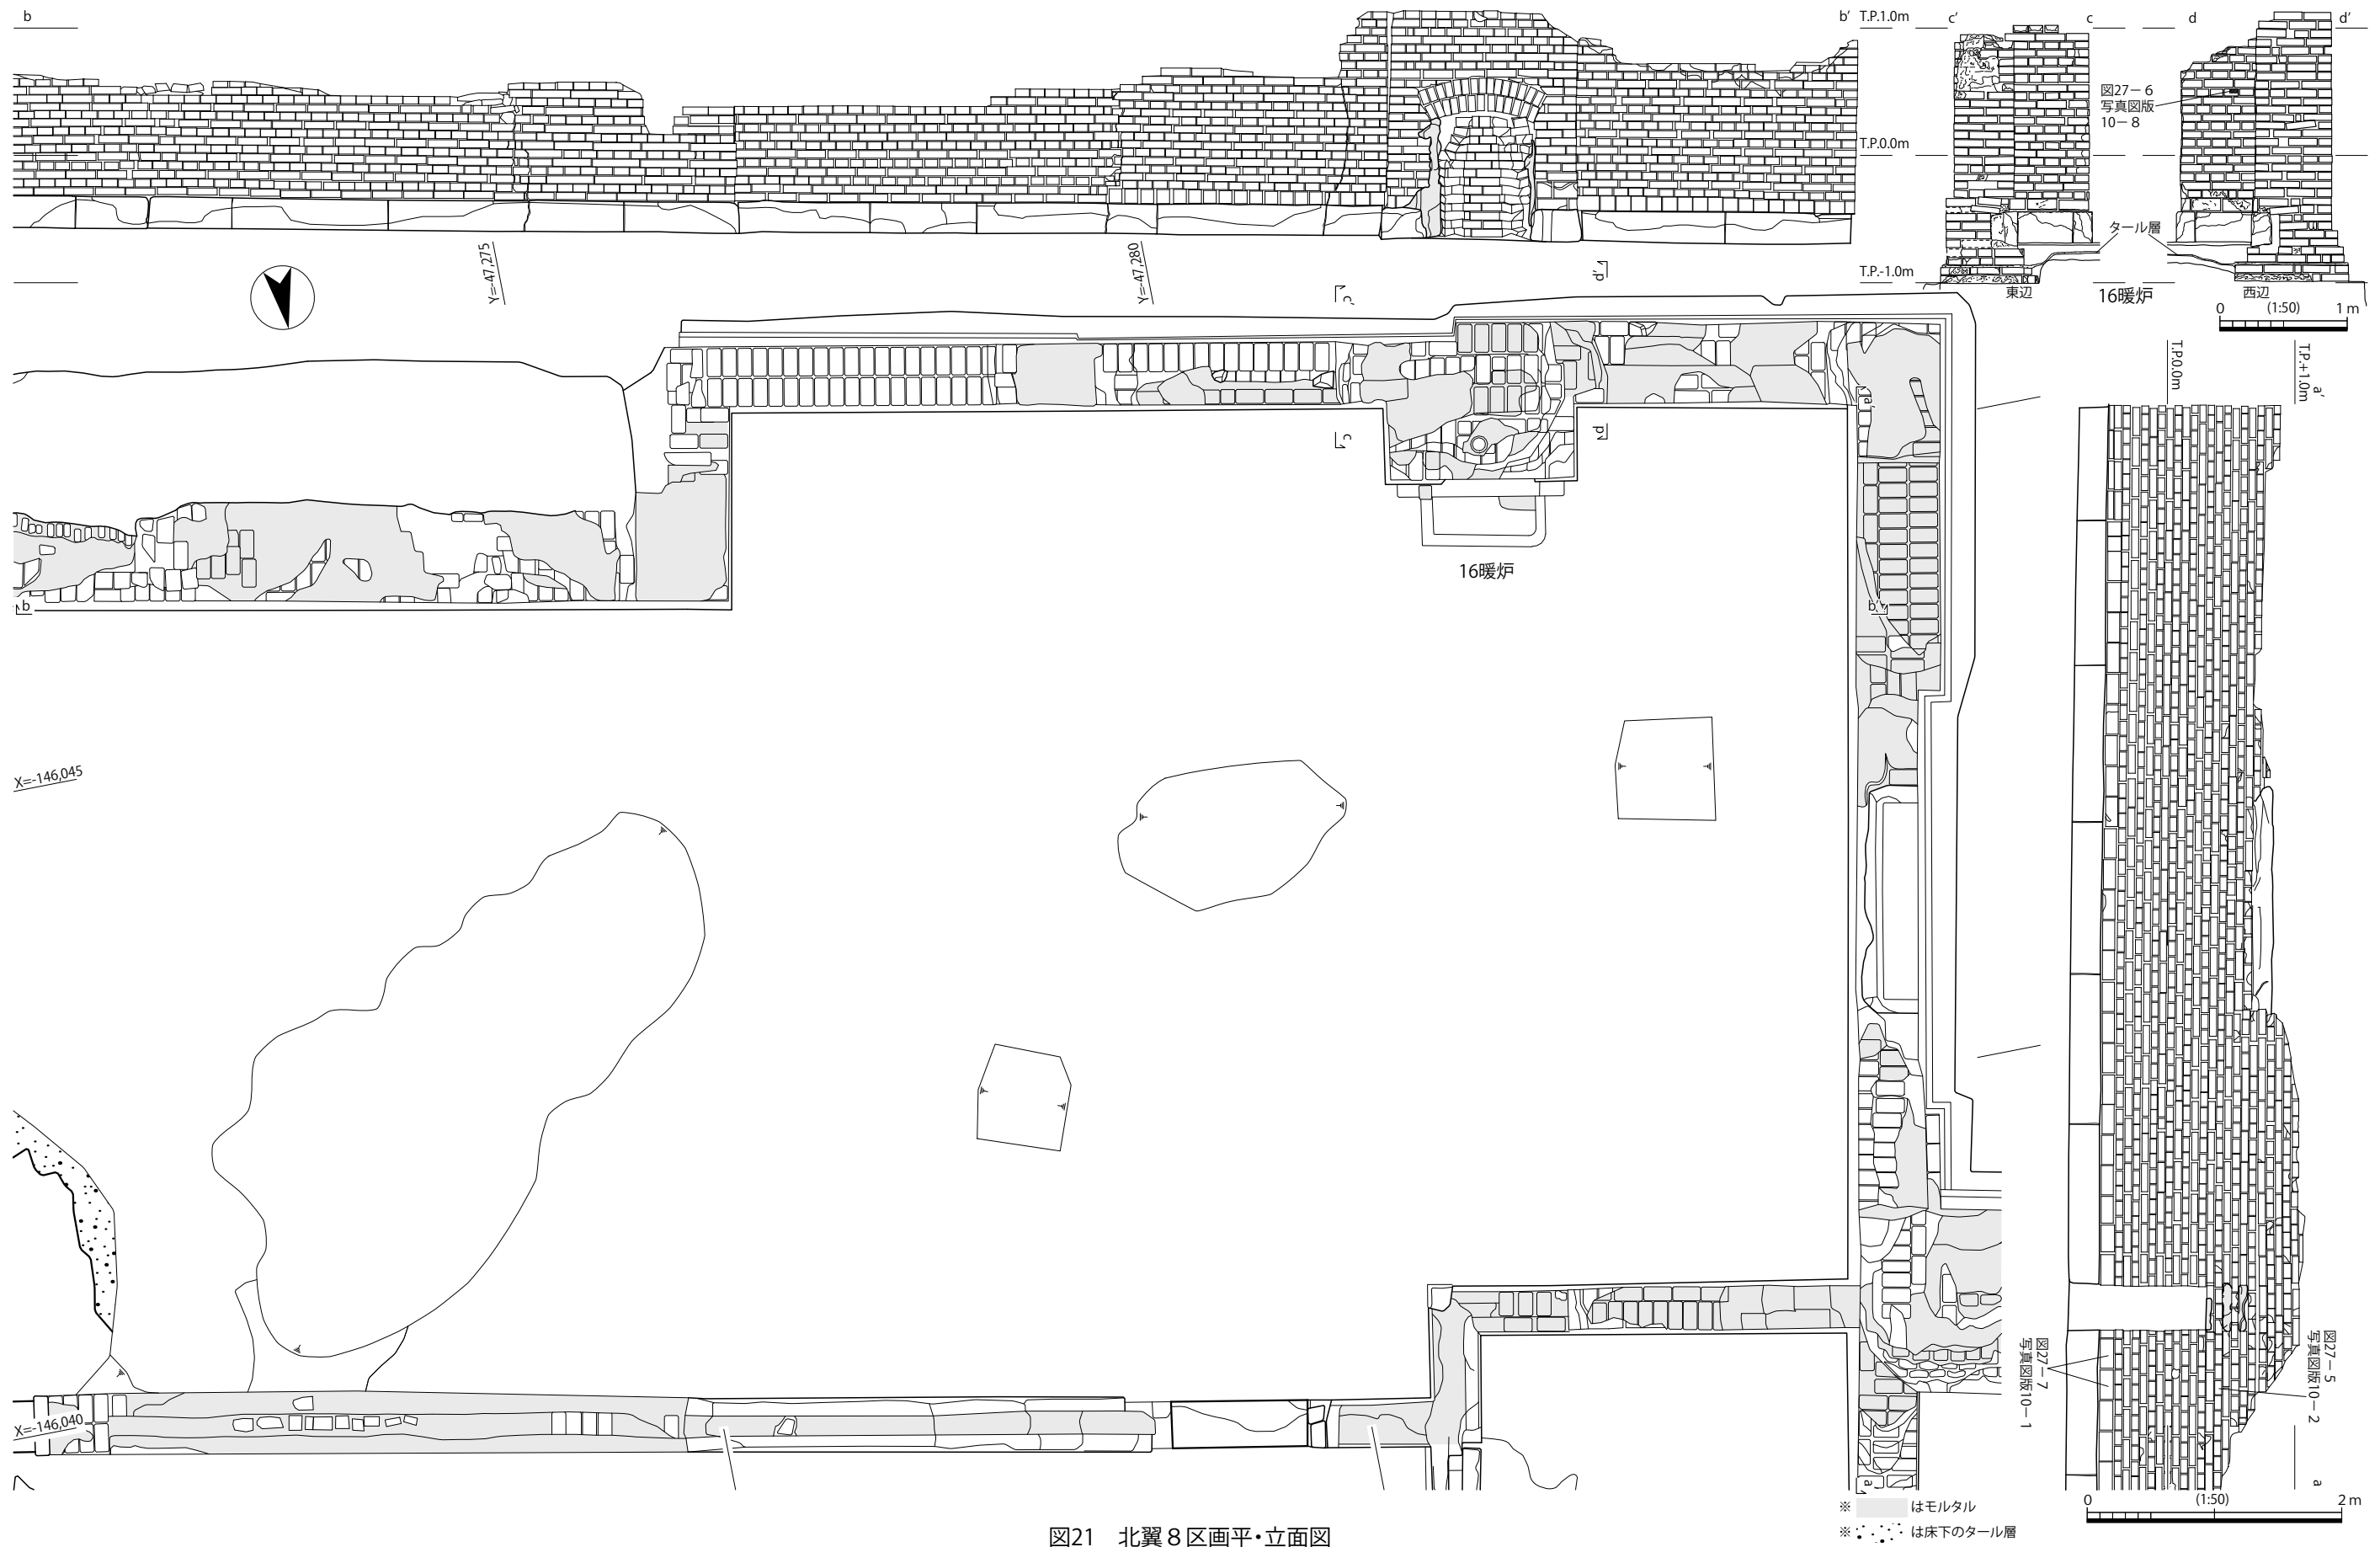 b
b’
T.P.1.0m
c’
c
d
d’
図27－6
写真図版
10－8
T.P.0.0m
タール層
T.P.-1.0m
東辺
16暖炉
西辺
0
(1:50)
1 m
Y=-47,275
Y=-47,280
c’
d’
T.P.0.0m
T.P.+1.0m
a’
a’
c
d
16暖炉
b
b’
X=-146,045
X=-146,040
図27－7
写真図版10－1
図27－5
写真図版10－2
a
a
※ はモルタル
※ は床下のタール層
0
(1:50)
2 m
図21　北翼８区画平・立面図